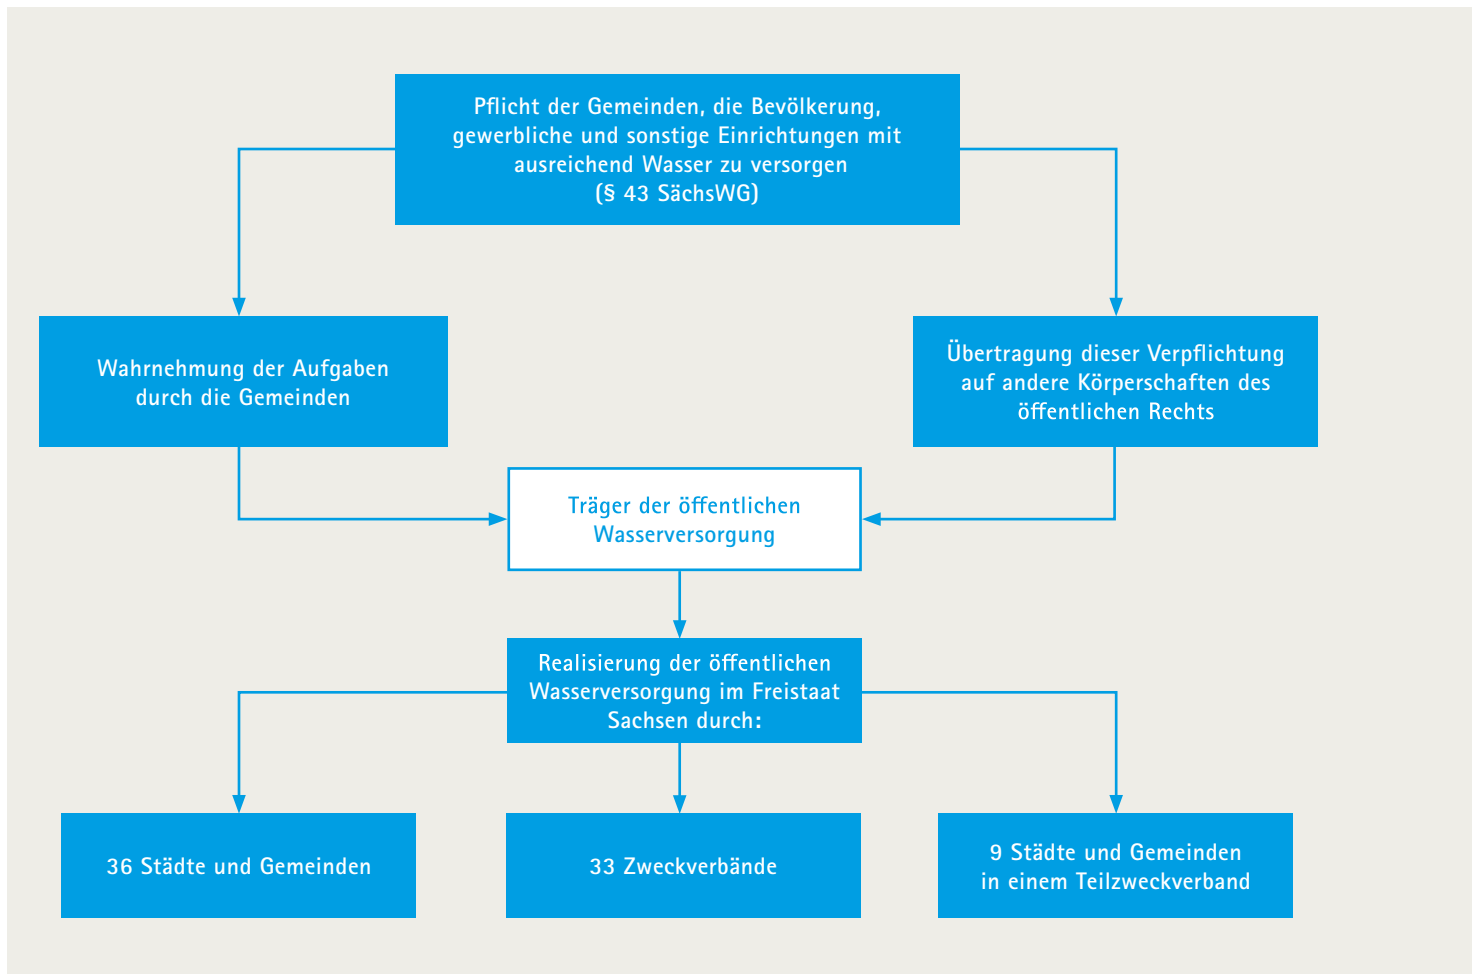 Pflicht der Gemeinden, die Bevölkerung,
gewerbliche und sonstige Einrichtungen mit
ausreichend Wasser zu versorgen
(§ 43 SächsWG)
Wahrnehmung der Aufgaben
durch die Gemeinden
Übertragung dieser Verpflichtung
auf andere Körperschaften des
öffentlichen Rechts
Träger der öffentlichen
Wasserversorgung
Realisierung der öffentlichen
Wasserversorgung im Freistaat
Sachsen durch:
36 Städte und Gemeinden
33 Zweckverbände
9 Städte und Gemeinden
in einem Teilzweckverband